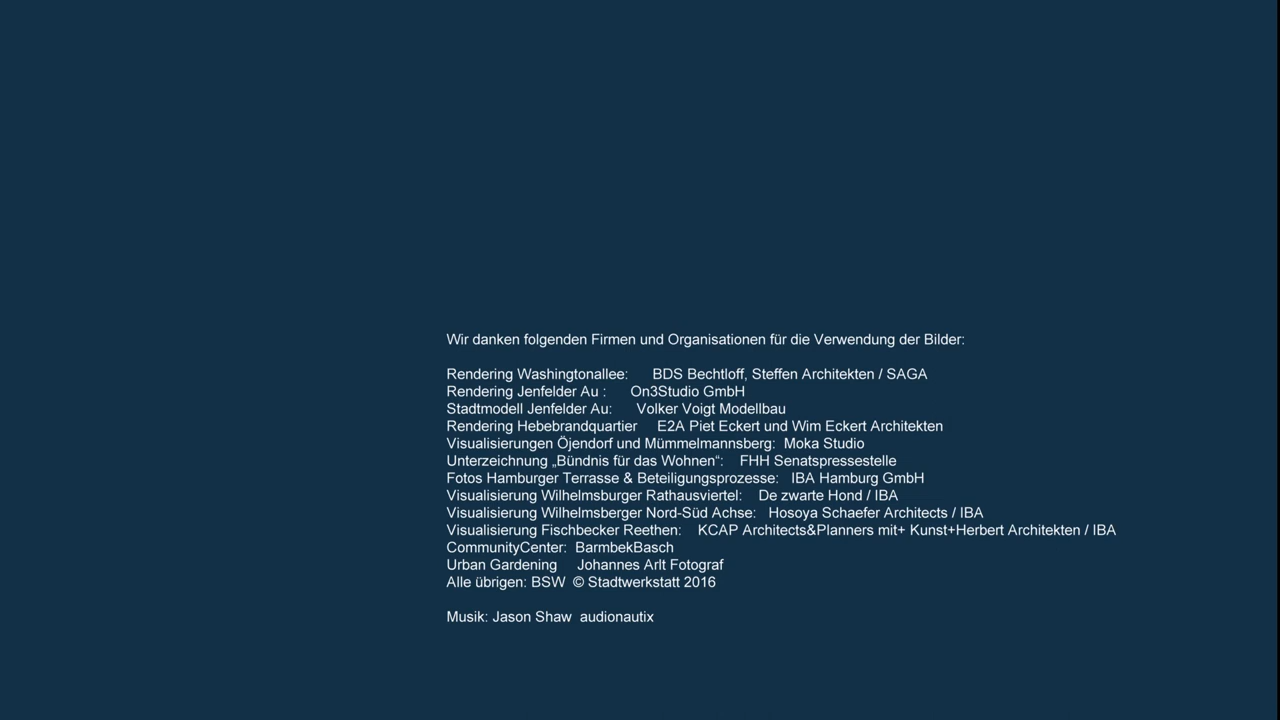 Wir danken folgenden Firmen und Organisationen für die Verwendung der Bilder:
Rendering Washingtonallee: BDS Bechtloff, Steffen Architekten / SAGA
Rendering Jenfelder Au : On3Studio GmbH
Stadtmodell Jenfelder Au: Volker Voigt Modellbau
Rendering Hebebrandquartier E2A Piet Eckert und Wim Eckert Architekten
Visualisierungen Öjendorf und Mümmelmannsberg: Moka Studio
Unterzeichnung „Bündnis für das Wohnen“: FHH Senatspressestelle
Fotos Hamburger Terrasse & Beteiligungsprozesse: IBA Hamburg GmbH
Visualisierung Wilhelmsburger Rathausviertel: De zwarte Hond / IBA
Visualisierung Wilhelmsberger Nord-Süd Achse: Hosoya Schaefer Architects / IBA
Visualisierung Fischbecker Reethen: KCAP Architects&Planners mit+ Kunst+Herbert Architekten / IBA
CommunityCenter: BarmbekBasch
Urban Gardening Johannes Arlt Fotograf
Alle übrigen: BSW © Stadtwerkstatt 2016
Musik: Jason Shaw audionautix